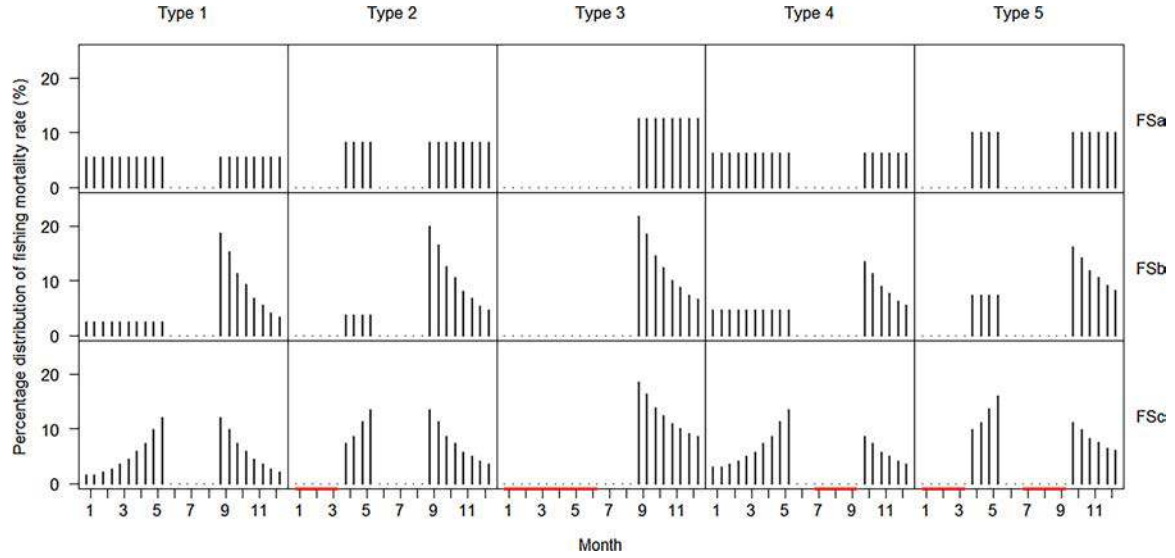 Type 1 Type 2 Type 3 Type 4 Type 5
Percentage distribution of fishing mortality rate (%)
20
10
0
FSa
20
10
0
FSb
20
10
0
FSc
1 3 5 7 9 11 1 3 5 7 9 11 1 3 5 7 9 11 1 3 5 7 9 11 1 3 5 7 9 11
Month